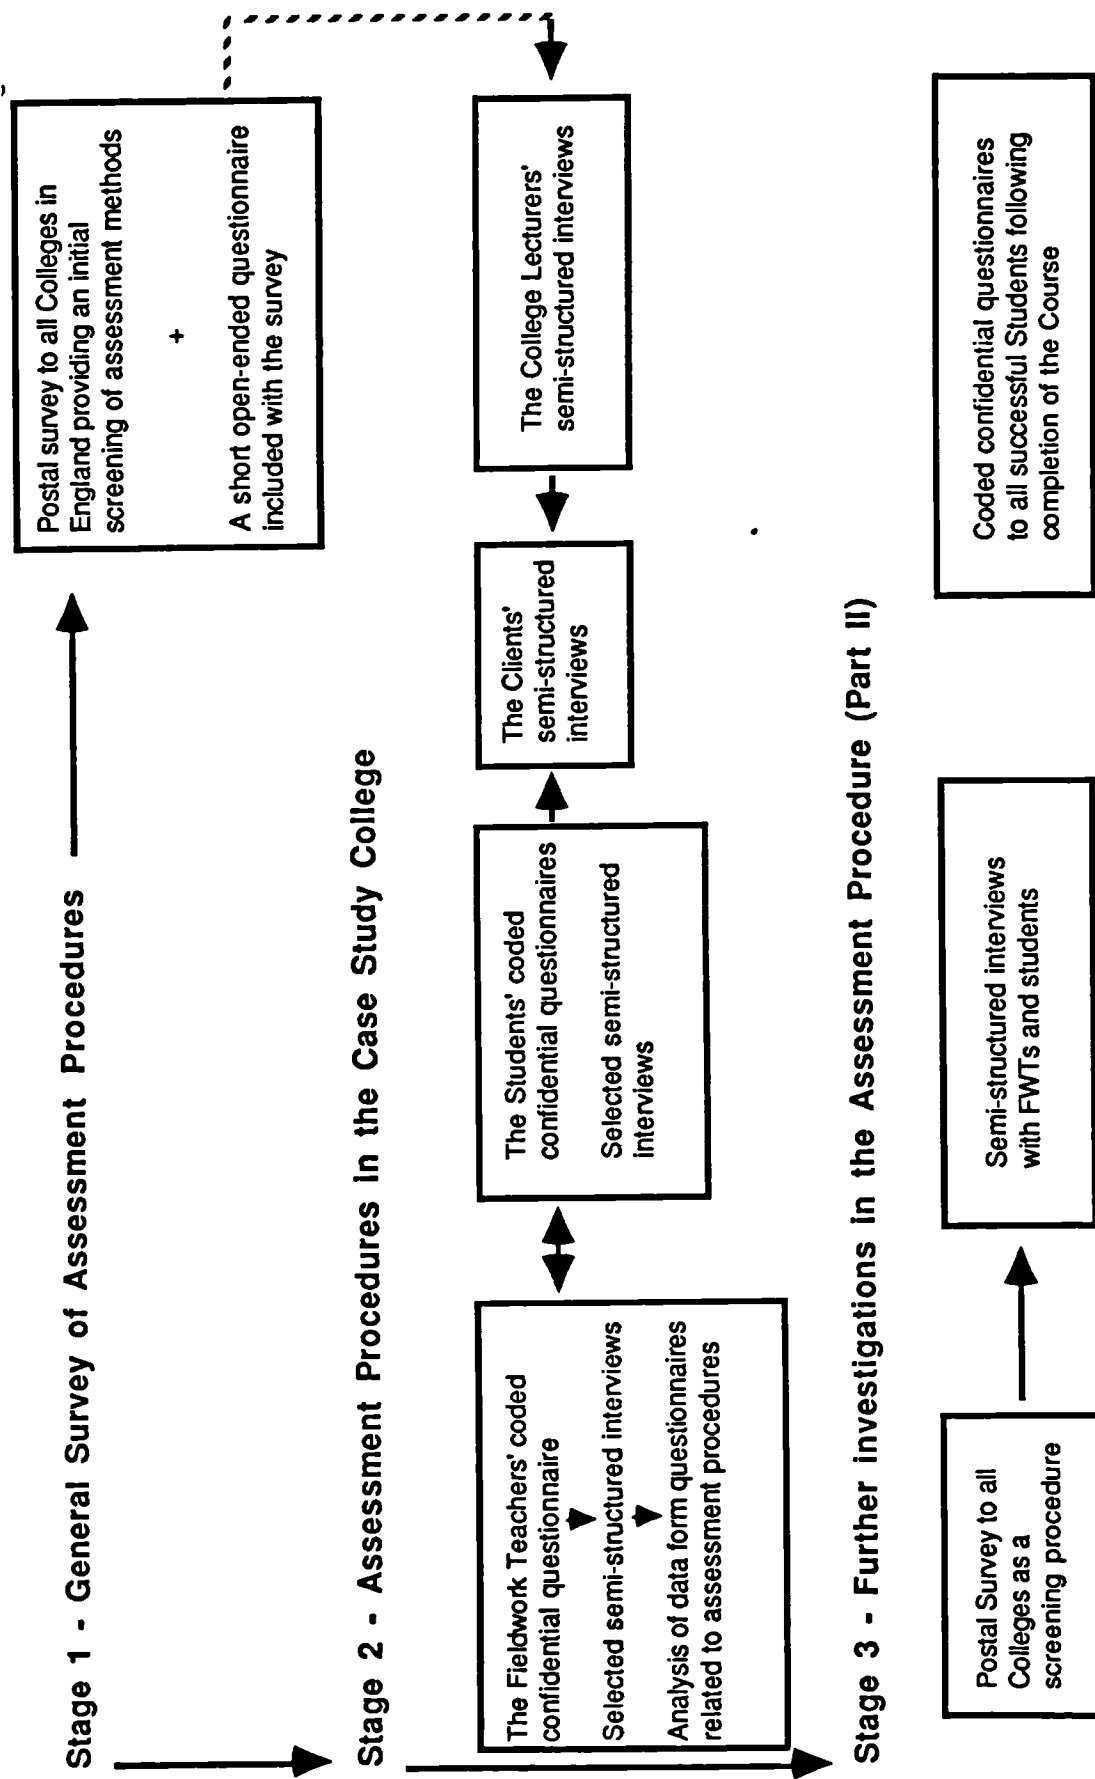 Stage 1 - General Survey of Assessment Procedures
Postal survey to all Colleges in
England providing an initial
screening of assessment methods
+
A short open-ended questionnaire
included with the survey
Stage 2 - Assessment Procedures in the Case Study College
The Fieldwork Teachers' coded
confidential questionnaire
Selected semi-structured interviews
Analysis of data form questionnaires
related to assessment procedures
The Students' coded
confidential questionnaires
Selected semi-structured
interviews
The Clients'
semi-structured
interviews
The College Lecturers'
semi-structured interviews
Stage 3 - Further investigations in the Assessment Procedure (Part II)
Postal Survey to all
Colleges as a
screening procedure
Semi-structured interviews
with FWTs and students
Coded confidential questionnaires
to all successful Students following
completion of the Course